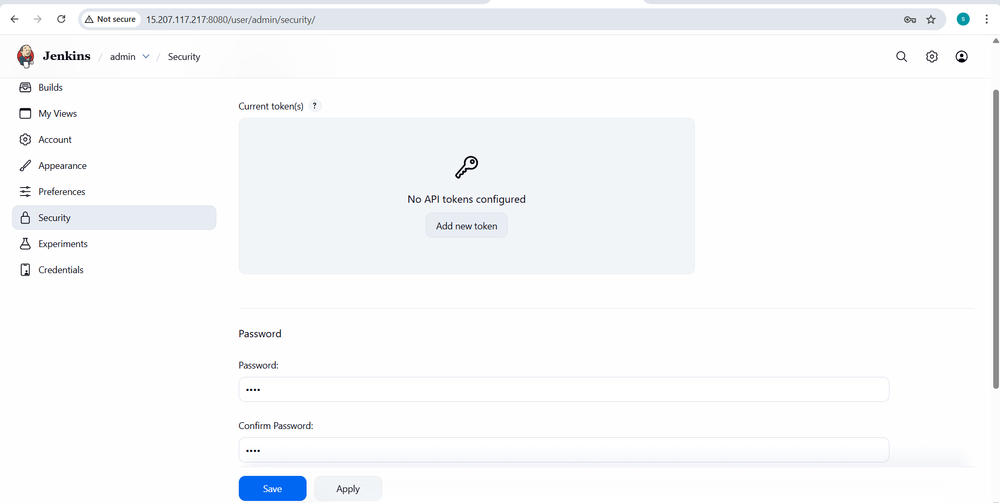 Not secure 15.207.117.217:8080/user/admin/security/
S
Jenkins / admin / Security
Builds
My Views
Account
Appearance
Preferences
Security
Experiments
Credentials
Current token(s) ?
No API tokens configured
Add new token
Password
Password:
••••
Confirm Password:
••••
Save Apply